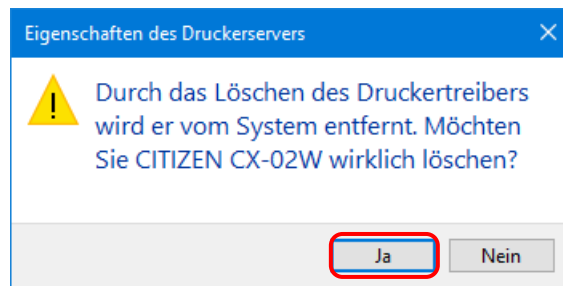 Eigenschaften des Druckerservers
Durch das Löschen des Druckertreibers
wird er vom System entfernt. Möchten
Sie CITIZEN CX-02W wirklich löschen?
Ja Nein